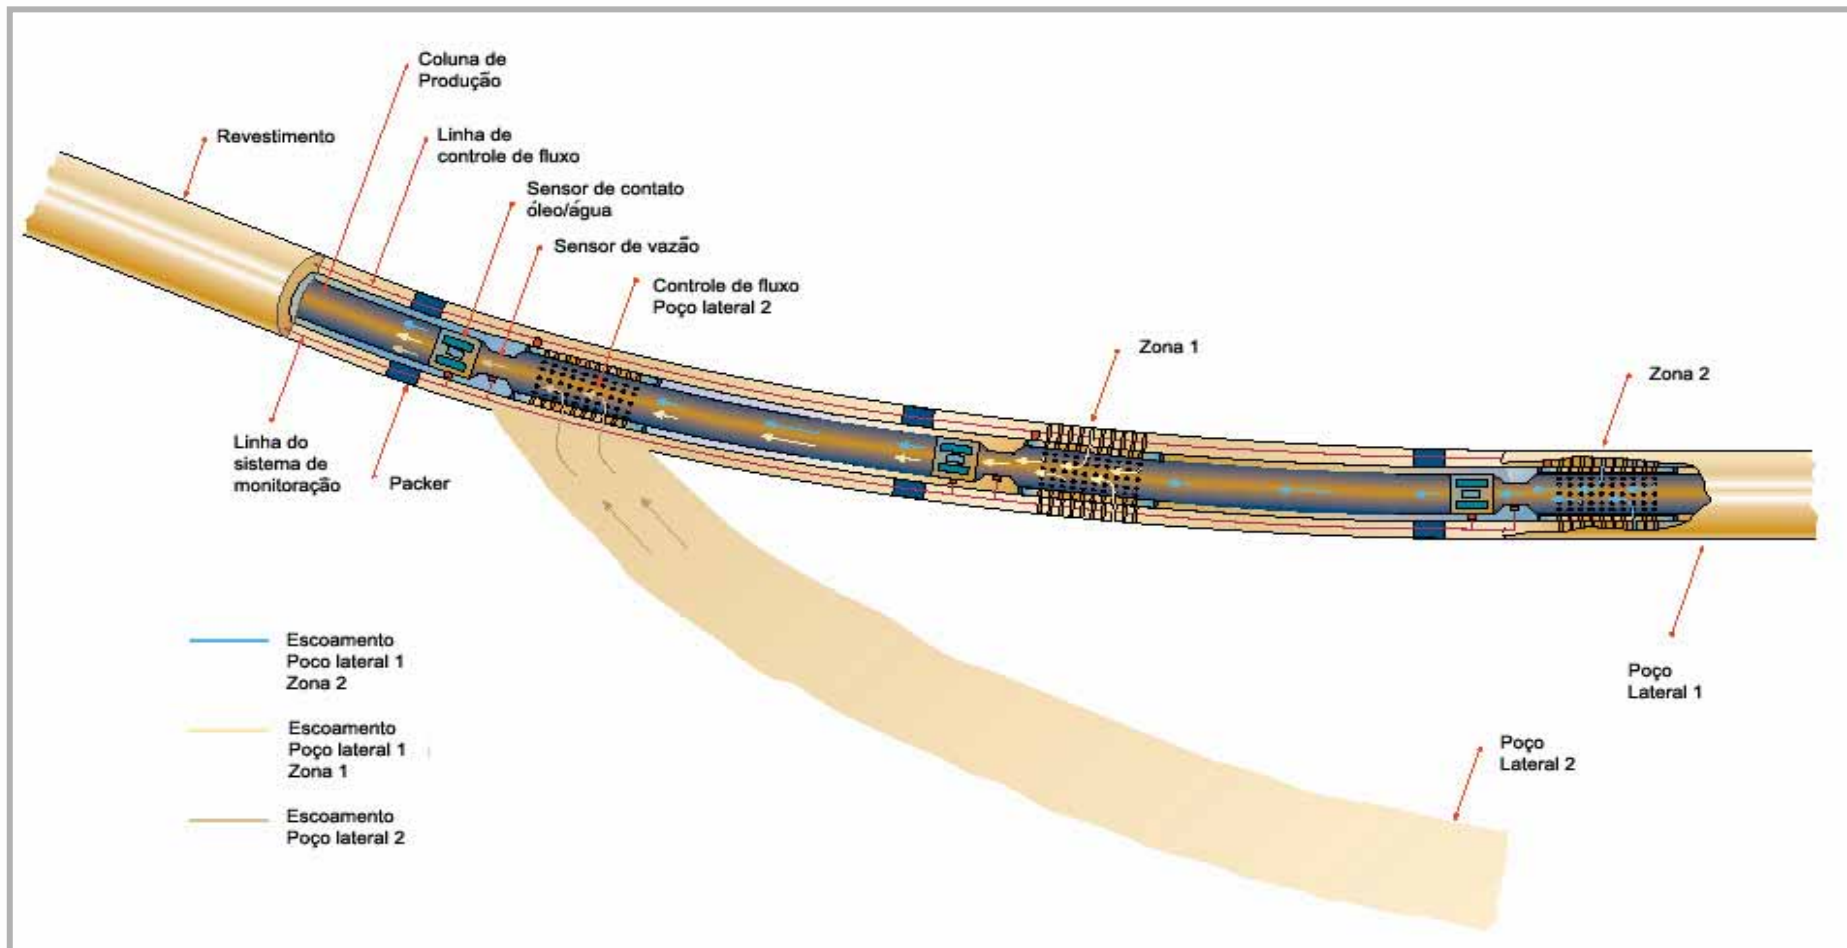 Coluna de
Produção
Revestimento
Linha de
controle de fluxo
Sensor de contato
óleo/água
Sensor de vazão
Controle de fluxo
Poço lateral 2
Zona 1
Zona 2
Linha do
sistema de
monitoração
Packer
Escoamento
Poco lateral 1
Zona 2
Escoamento
Poço lateral 1
Zona 1
Escoamento
Poço lateral 2
Poço
Lateral 1
Poço
Lateral 2